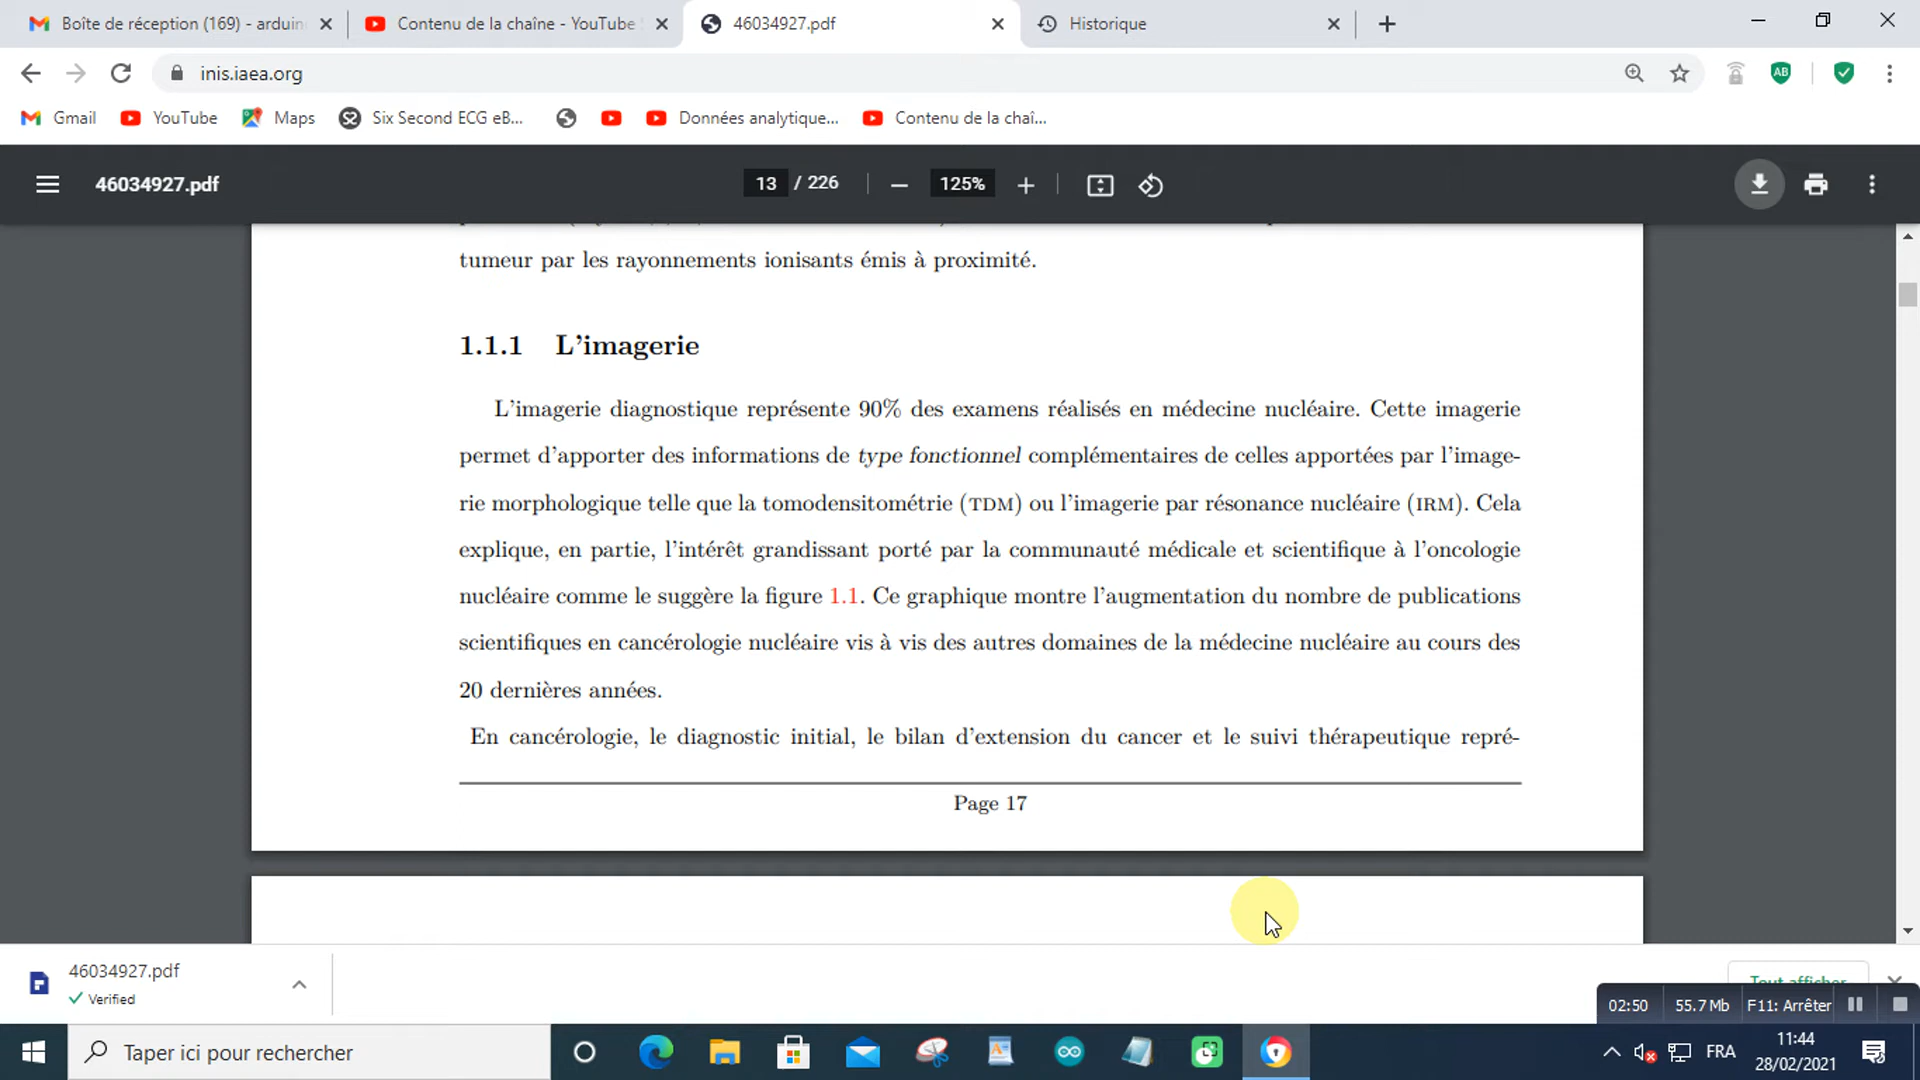 Boîte de réception (169) - arduin
Contenu de la chaîne - YouTube
46034927.pdf
Historique
inis.iaea.org
AB
Gmail
YouTube
Maps
Six Second ECG eB...
Données analytique...
Contenu de la chaî...
46034927.pdf
13 / 226
125%
tumeur par les rayonnements ionisants émis à proximité.
1.1.1 L'imagerie
L'imagerie diagnostique représente 90% des examens réalisés en médecine nucléaire. Cette imagerie
permet d'apporter des informations de type fonctionnel complémentaires de celles apportées par l'image-
rie morphologique telle que la tomodensitométrie (TDM) ou l'imagerie par résonance nucléaire (IRM). Cela
explique, en partie, l'intérêt grandissant porté par la communauté médicale et scientifique à l'oncologie
nucléaire comme le suggère la figure 1.1. Ce graphique montre l'augmentation du nombre de publications
scientifiques en cancérologie nucléaire vis à vis des autres domaines de la médecine nucléaire au cours des
20 dernières années.
En cancérologie, le diagnostic initial, le bilan d'extension du cancer et le suivi thérapeutique repré-
Page 17
46034927.pdf
Verified
Tout afficher
02:50
55.7 Mb
F11: Arrêter
Taper ici pour rechercher
FRA
11:44
28/02/2021